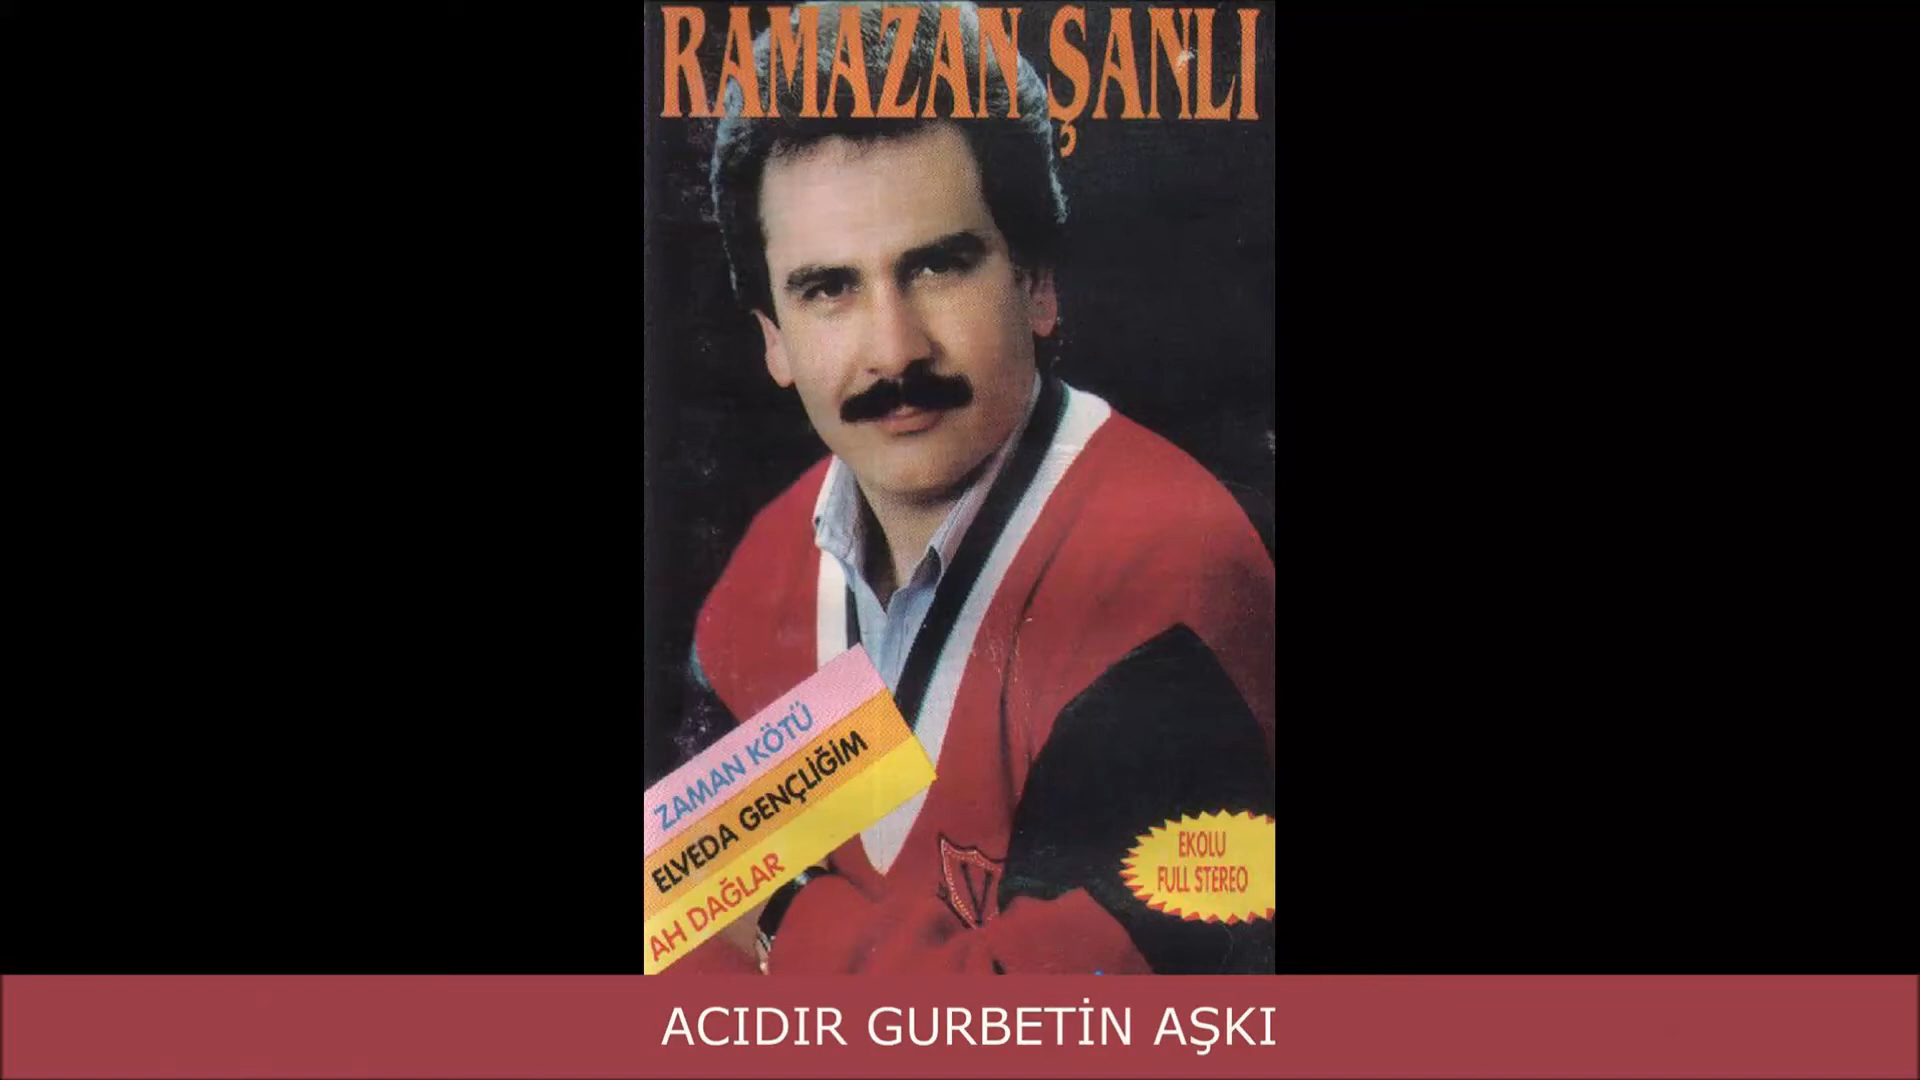 RAMAZAN ŞANLI
ZAMAN KÖTÜ
ELVEDA GENÇLİĞİM
AH DAĞLAR
EKOLU
FULL STEREO
ACIDIR GURBETİN AŞKI